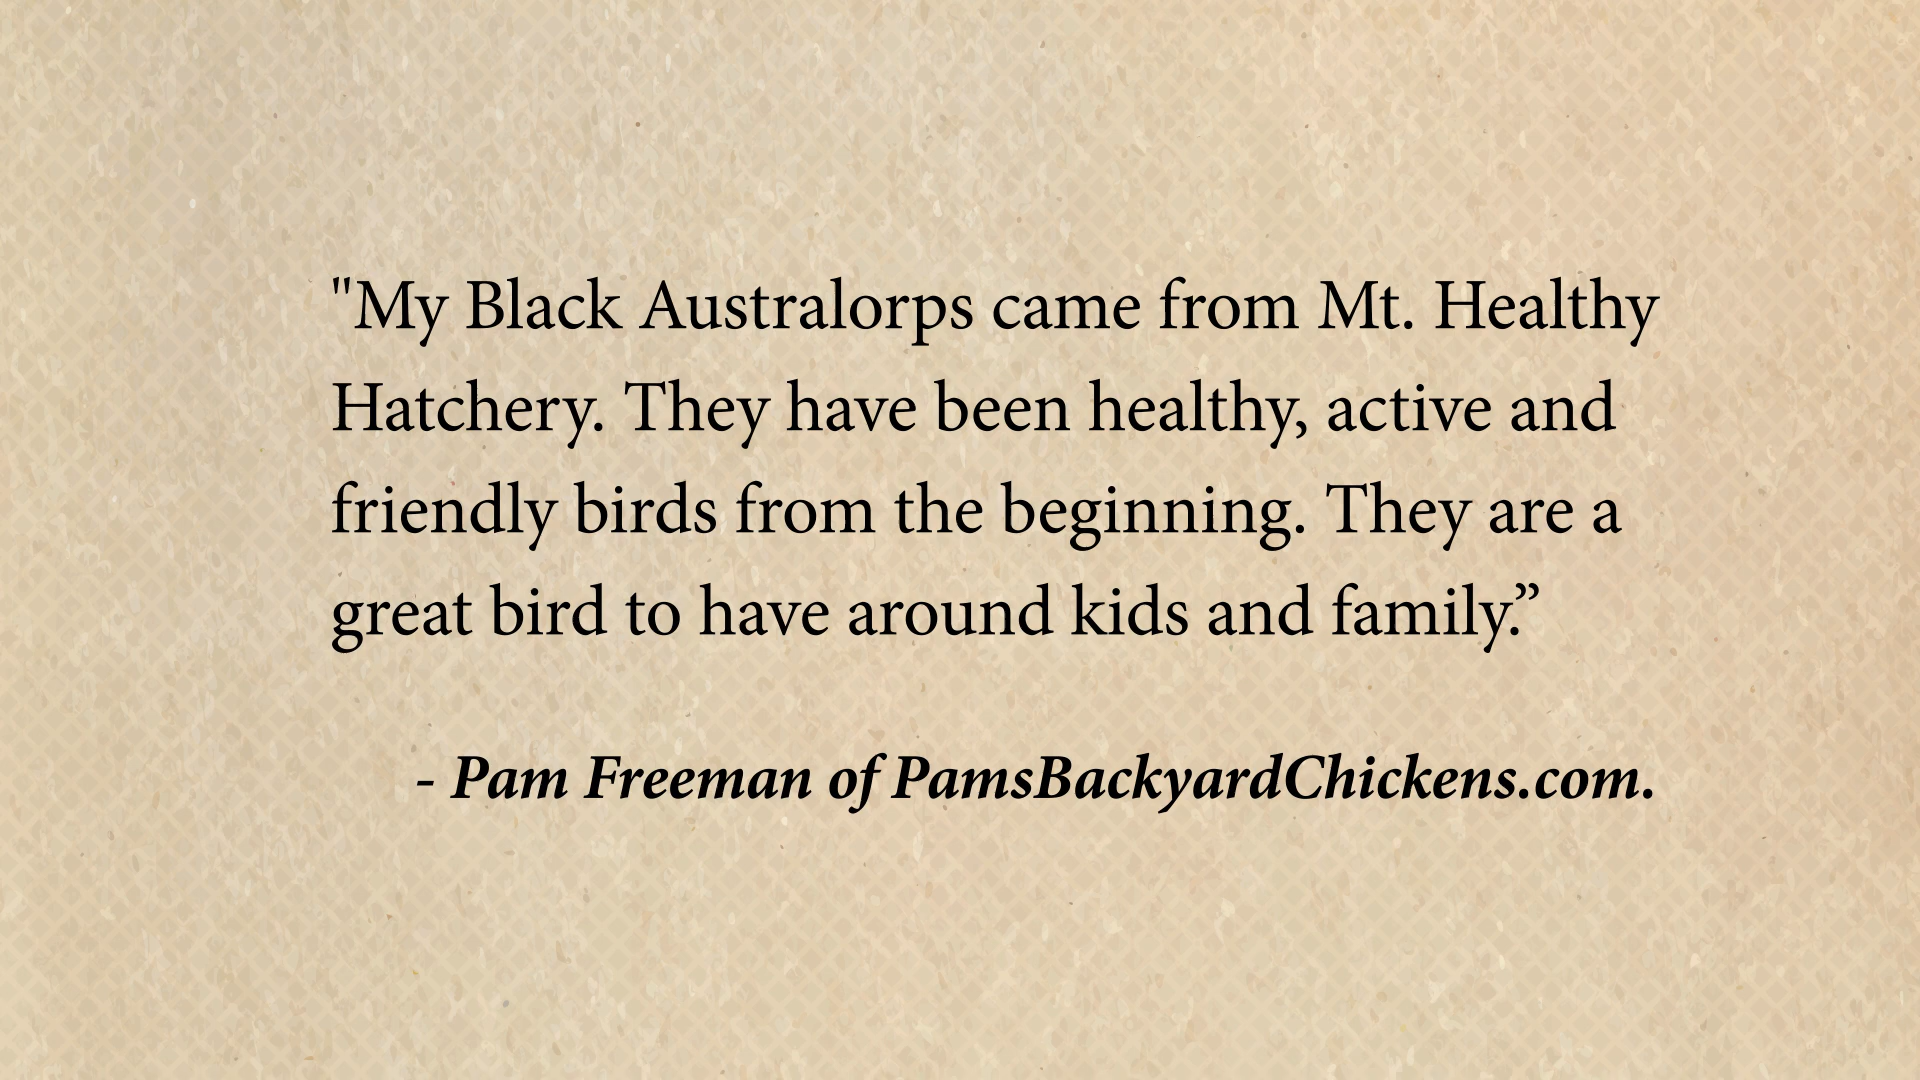 "My Black Australorps came from Mt. Healthy
Hatchery. They have been healthy, active and
friendly birds from the beginning. They are a
great bird to have around kids and family.”
- Pam Freeman of PamsBackyardChickens.com.